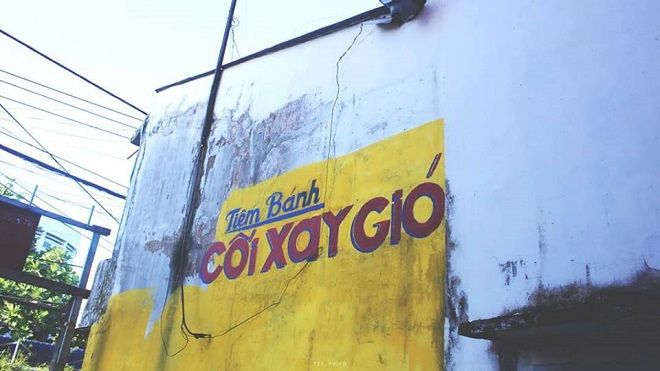 Tiệm Bánh
CỐI XAY GIÓ